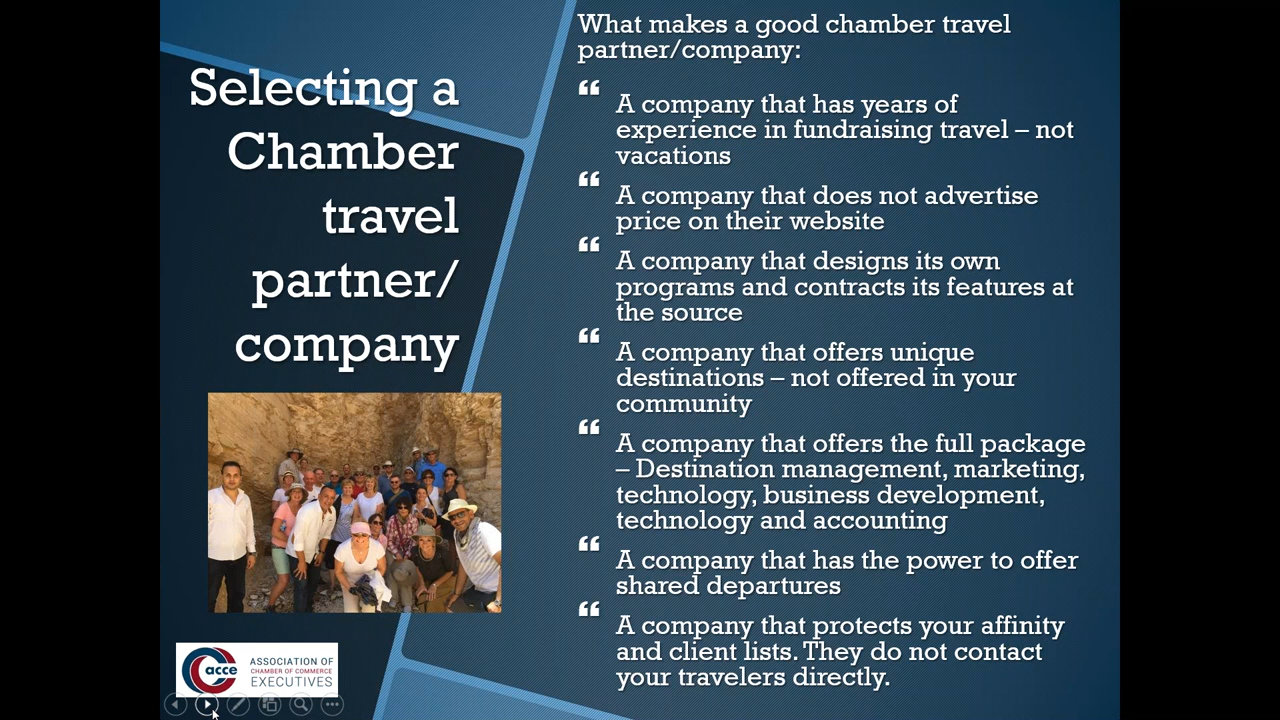 Selecting a
Chamber
travel
partner/
company
What makes a good chamber travel
partner/company:
“ A company that has years of
experience in fundraising travel – not
vacations
“ A company that does not advertise
price on their website
“ A company that designs its own
programs and contracts its features at
the source
“ A company that offers unique
destinations – not offered in your
community
“ A company that offers the full package
– Destination management, marketing,
technology, business development,
technology and accounting
“ A company that has the power to offer
shared departures
“ A company that protects your affinity
and client lists. They do not contact
your travelers directly.
acce
ASSOCIATION OF
CHAMBER OF COMMERCE
EXECUTIVES